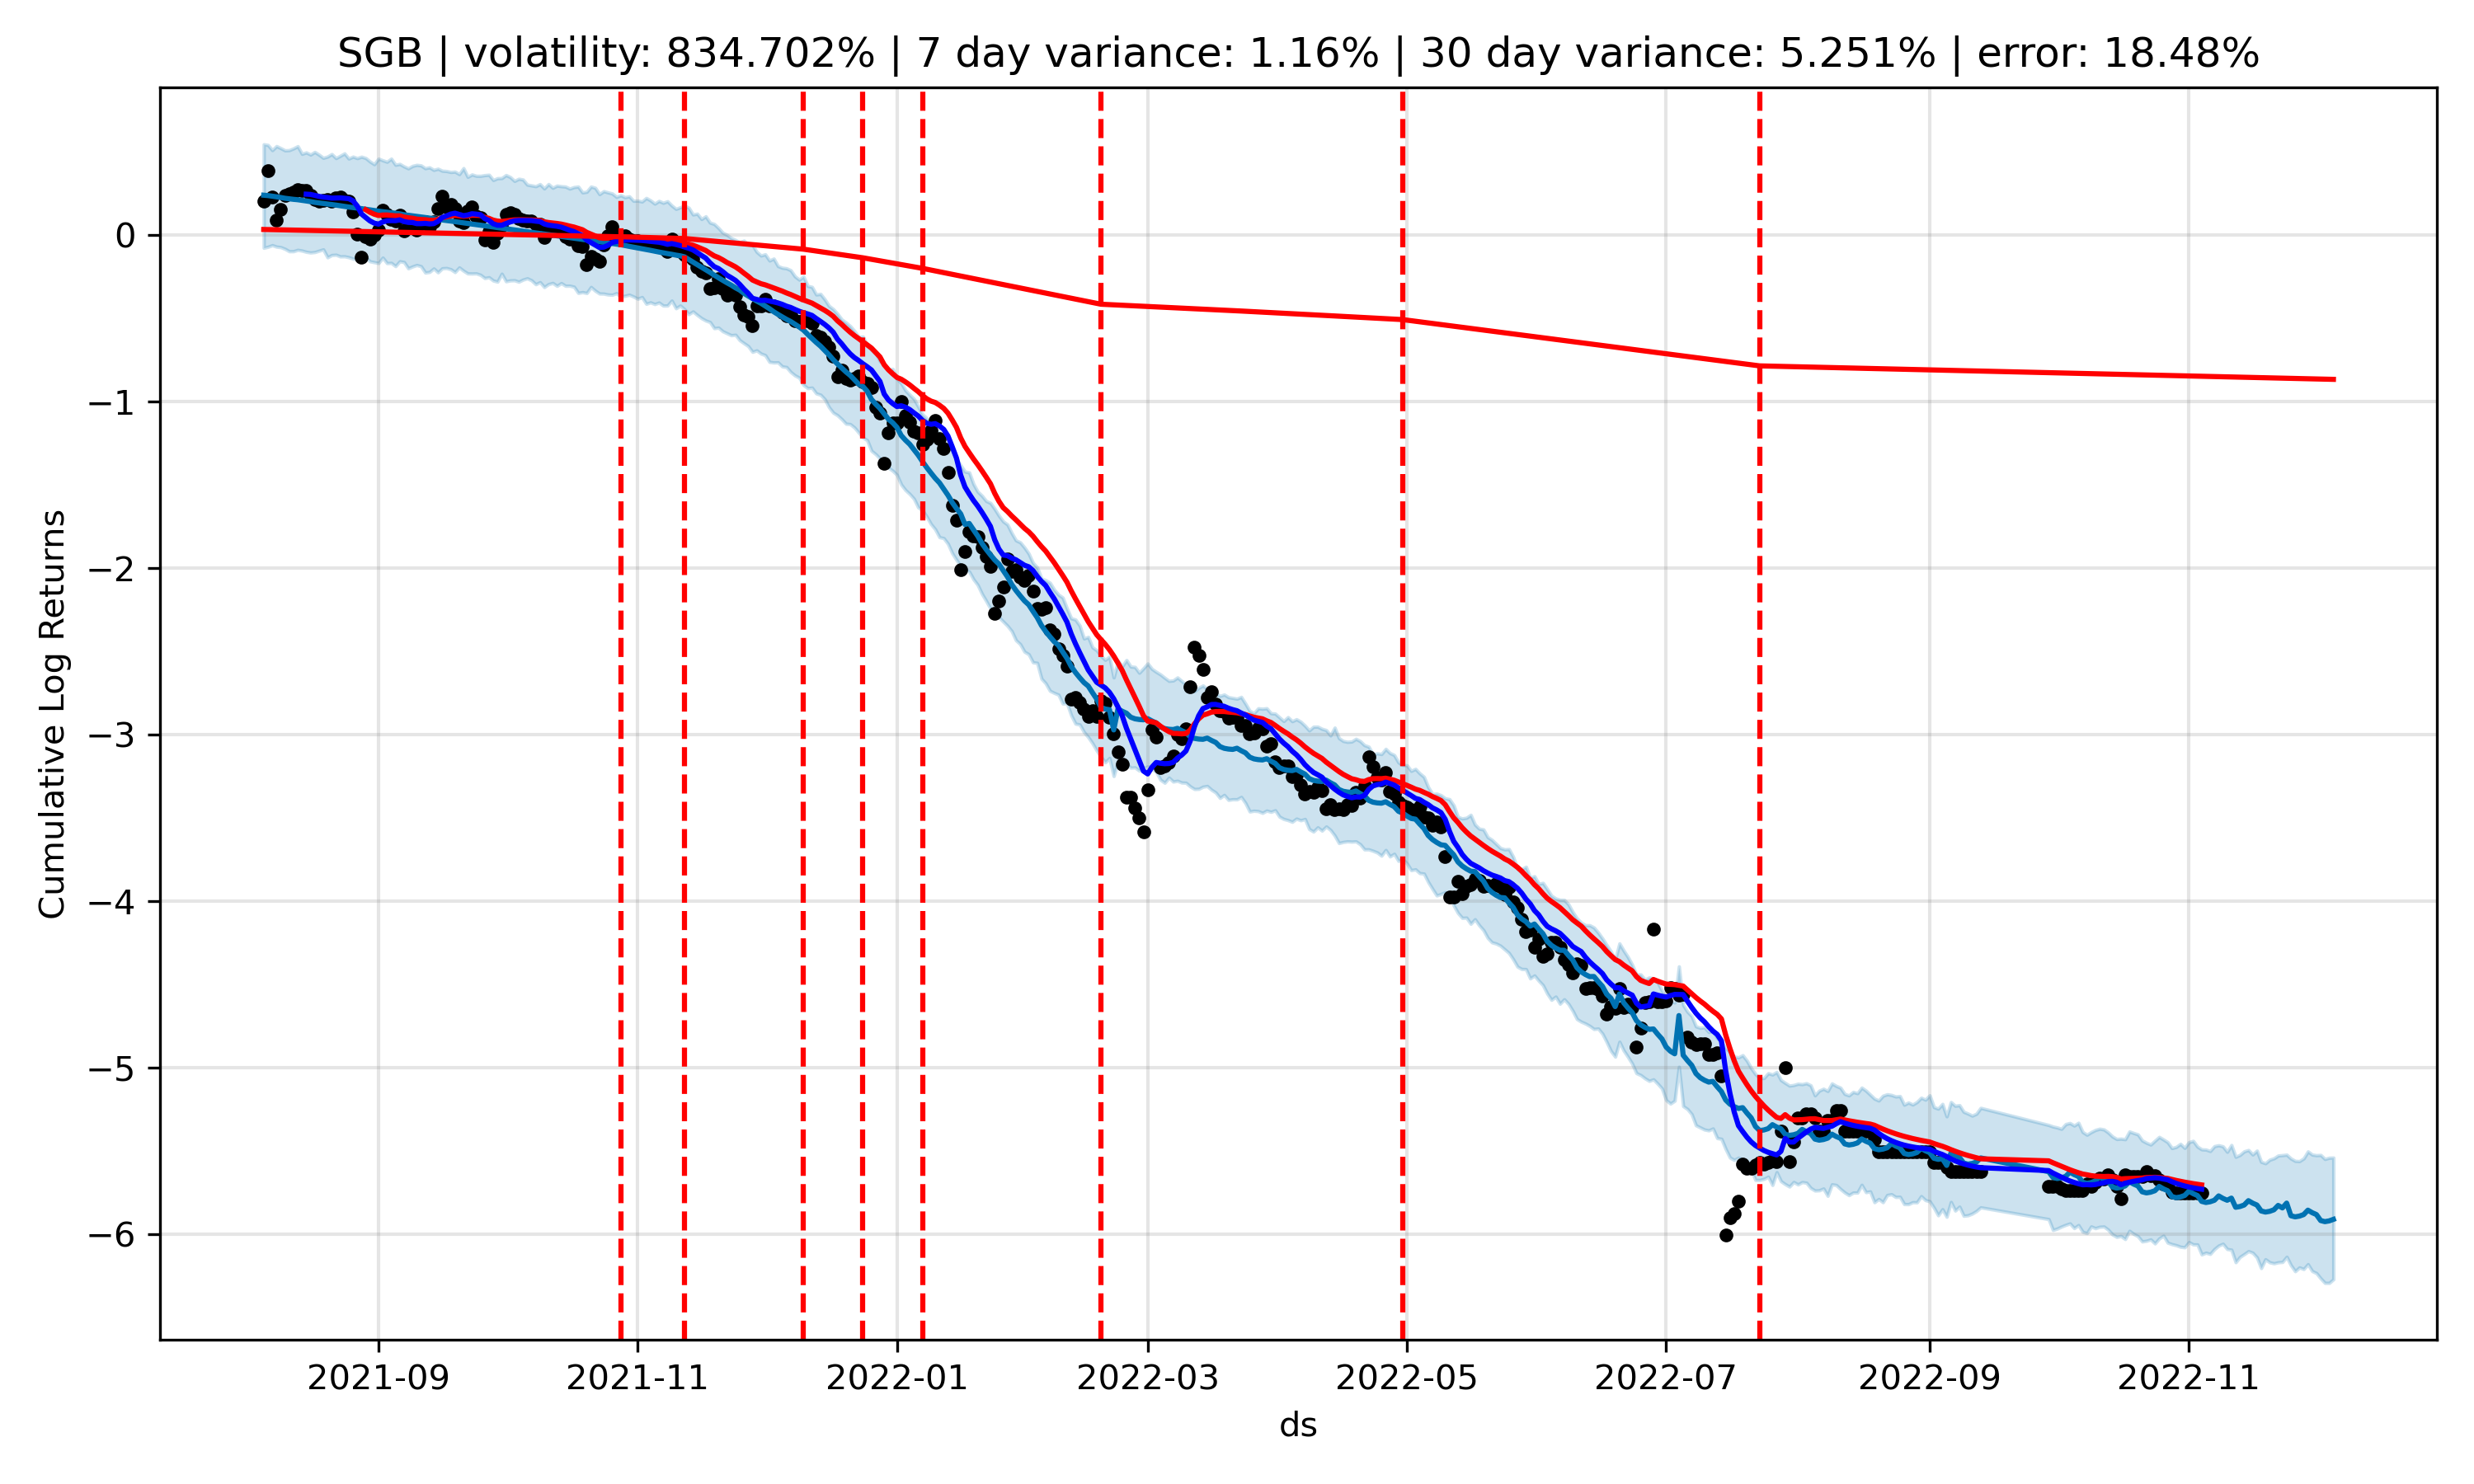 SGB | volatility: 834.702% | 7 day variance: 1.16% | 30 day variance: 5.251% | error: 18.48%
Cumulative Log Returns
0
−1
−2
−3
−4
−5
−6
2021-09 2021-11 2022-01 2022-03 2022-05 2022-07 2022-09 2022-11
ds